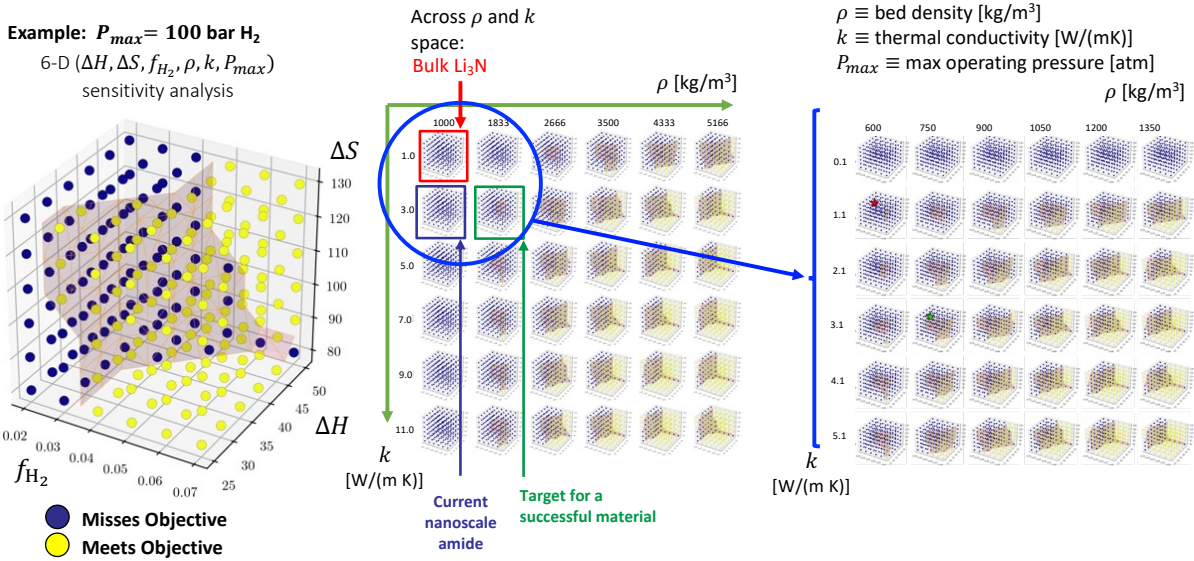 Example: P_max = 100 bar H₂
6-D (ΔH, ΔS, f_H₂, ρ, k, P_max)
sensitivity analysis
ΔS
130
120
110
100
90
80
50
45
40
35
30
25
ΔH
0.02
0.03
0.04
0.05
0.06
0.07
f_H₂
Misses Objective
Meets Objective
Across ρ and k
space:
Bulk Li₃N
ρ [kg/m³]
1000 1833 2666 3500 4333 5166
1.0
3.0
5.0
7.0
9.0
11.0
k
[W/(m K)]
Current
nanoscale
amide
Target for a
successful material
ρ ≡ bed density [kg/m³]
k ≡ thermal conductivity [W/(mK)]
P_max ≡ max operating pressure [atm]
ρ [kg/m³]
600 750 900 1050 1200 1350
0.1
1.1
2.1
3.1
4.1
5.1
k
[W/(m K)]